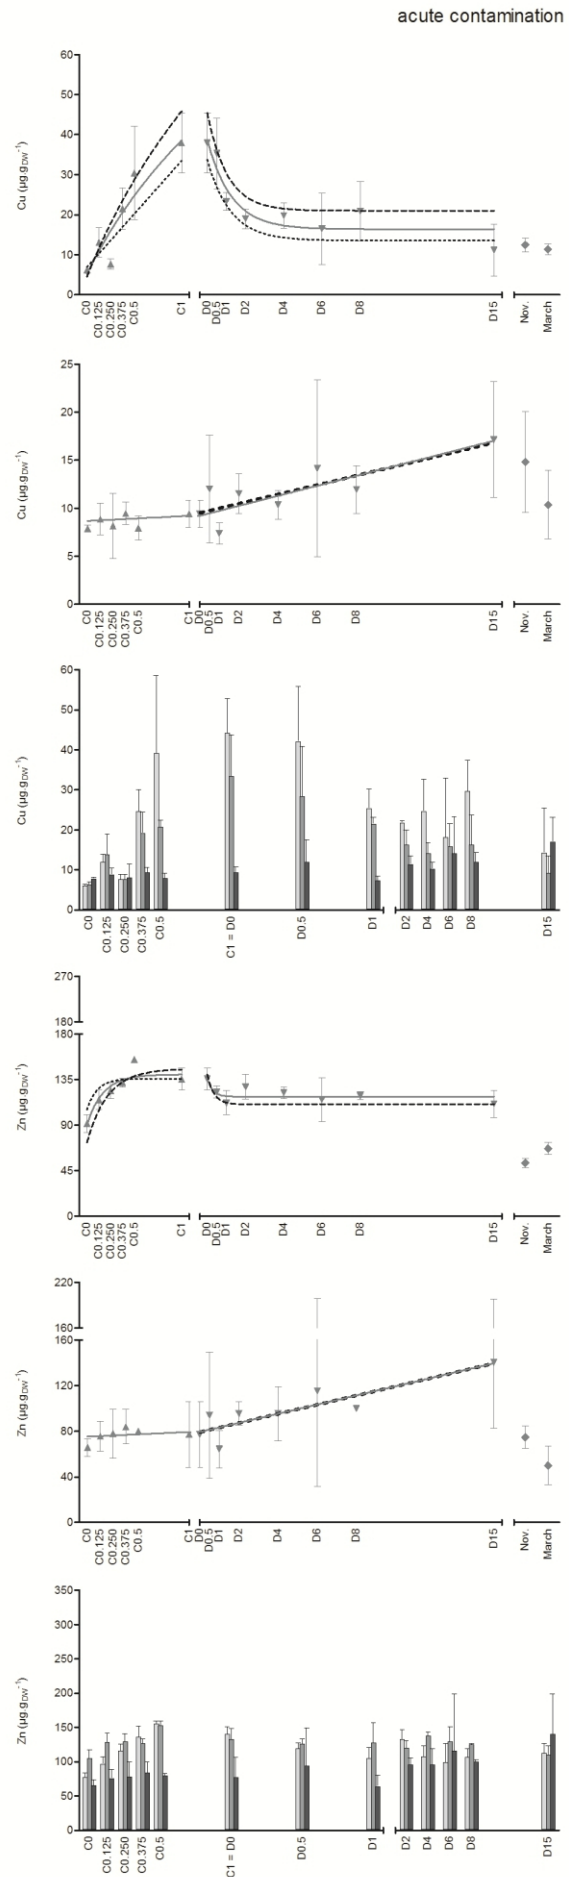 acute contamination
60
50
40
30
20
10
0
Cu (µg.gDW⁻¹)
C0
C0.125
C0.250
C0.375
C0.5
C1
D0
D0.5
D1
D2
D4
D6
D8
D15
Nov.
March
25
20
15
10
5
0
Cu (µg.gDW⁻¹)
C0
C0.125
C0.250
C0.375
C0.5
C1
D0
D0.5
D1
D2
D4
D6
D8
D15
Nov.
March
60
50
40
30
20
10
0
Cu (µg.gDW⁻¹)
C0
C0.125
C0.250
C0.375
C0.5
C1 = D0
D0.5
D1
D2
D4
D6
D8
D15
270
180
180
135
90
45
0
Zn (µg.gDW⁻¹)
C0
C0.125
C0.250
C0.375
C0.5
C1
D0
D0.5
D1
D2
D4
D6
D8
D15
Nov.
March
220
160
160
120
80
40
0
Zn (µg.gDW⁻¹)
C0
C0.125
C0.250
C0.375
C0.5
C1
D0
D0.5
D1
D2
D4
D6
D8
D15
Nov.
March
350
300
250
200
150
100
50
0
Zn (µg.gDW⁻¹)
C0
C0.125
C0.250
C0.375
C0.5
C1 = D0
D0.5
D1
D2
D4
D6
D8
D15